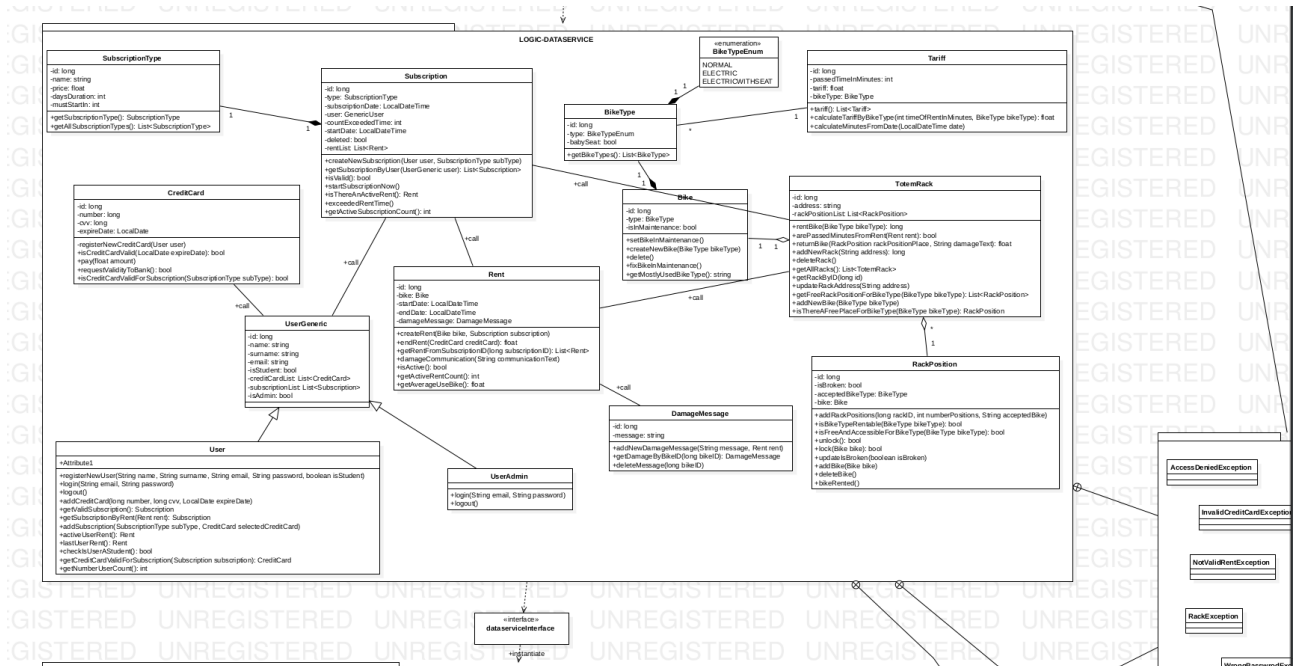 LOGIC-DATASERVICE
SubscriptionType
-id: long
-name: string
-price: float
-daysDuration: int
-mustStartIn: int
+getSubscriptionType(): SubscriptionType
+getAllSubscriptionTypes(): List<SubscriptionType>
1
1
Subscription
-id: long
-type: SubscriptionType
-subscriptionDate: LocalDateTime
-user: GenericUser
-countExceededTime: int
-startDate: LocalDateTime
-deleted: bool
-rentList: List<Rent>
+createNewSubscription(User user, SubscriptionType subType)
+getSubscriptionByUser(UserGeneric user): List<Subscription>
+isValid(): bool
+startSubscriptionNow()
+isThereAnActiveRent(): Rent
+exceededRentTime()
+getActiveSubscriptionCount(): int
«enumeration»
BikeTypeEnum
NORMAL
ELECTRIC
ELECTRICWITHSEAT
1
1
BikeType
-id: long
-type: BikeTypeEnum
-babySeat: bool
+getBikeTypes(): List<BikeType>
*
1
Tariff
-id: long
-passedTimeInMinutes: int
-tariff: float
-bikeType: BikeType
+tariff(): List<Tariff>
+calculateTariffByBikeType(int timeOfRentInMinutes, BikeType bikeType): float
+calculateMinutesFromDate(LocalDateTime date)
1
1
+call
Bike
-id: long
-type: BikeType
-isInMaintenance: bool
+setBikeInMaintenance()
+createNewBike(BikeType bikeType)
+delete()
+fixBikeInMaintenance()
+getMostlyUsedBikeType(): string
1
1
TotemRack
-id: long
-address: string
-rackPositionList: List<RackPosition>
+rentBike(BikeType bikeType): long
+arePassedMinutesFromRent(Rent rent): bool
+returnBike(RackPosition rackPositionPlace, String damageText): float
+addNewRack(String address): long
+deleteRack()
+getAllRacks(): List<TotemRack>
+getRackByID(long id)
+updateRackAddress(String address)
+getFreeRackPositionForBikeType(BikeType bikeType): List<RackPosition>
+addNewBike(BikeType bikeType)
+isThereAFreePlaceForBikeType(BikeType bikeType): RackPosition
CreditCard
-id: long
-number: long
-cvv: long
-expireDate: LocalDate
-registerNewCreditCard(User user)
+isCreditCardValid(LocalDate expireDate): bool
+pay(float amount)
-requestValidityToBank(): bool
-isCreditCardValidForSubscription(SubscriptionType subType): bool
+call
+call
+call
+call
Rent
-id: long
-bike: Bike
-startDate: LocalDateTime
-endDate: LocalDateTime
-damageMessage: DamageMessage
+createRent(Bike bike, Subscription subscription)
+endRent(CreditCard creditCard): float
+getRentFromSubscriptionID(long subscriptionID): List<Rent>
+damageCommunication(String communicationText)
+isActive(): bool
+getActiveRentCount(): int
+getAverageUseBike(): float
UserGeneric
-id: long
-name: string
-surname: string
-email: string
-isStudent: bool
-creditCardList: List<CreditCard>
-subscriptionList: List<Subscription>
-isAdmin: bool
*
1
RackPosition
-id: long
-isBroken: bool
-acceptedBikeType: BikeType
-bike: Bike
+addRackPositions(long rackID, int numberPositions, String acceptedBike)
+isBikeTypeRentable(BikeType bikeType): bool
+isFreeAndAccessibleForBikeType(BikeType bikeType): bool
+unlock(): bool
+lock(Bike bike): bool
+updateIsBroken(boolean isBroken)
+addBike(Bike bike)
+deleteBike()
+bikeRented()
+call
DamageMessage
-id: long
-message: string
+addNewDamageMessage(String message, Rent rent)
+getDamageByBikeID(long bikeID): DamageMessage
+deleteMessage(long bikeID)
User
+Attribute1
+registerNewUser(String name, String surname, String email, String password, boolean isStudent)
+login(String email, String password)
+logout()
+addCreditCard(long number, long cvv, LocalDate expireDate)
+getValidSubscription(): Subscription
+getSubscriptionByRent(Rent rent): Subscription
+addSubscription(SubscriptionType subType, CreditCard selectedCreditCard)
+activeUserRent(): Rent
+lastUserRent(): Rent
+checkIsUserAStudent(): bool
+getCreditCardValidForSubscription(Subscription subscription): CreditCard
+getNumberUserCount(): int
UserAdmin
+login(String email, String password)
+logout()
AccessDeniedException
InvalidCreditCardException
NotValidRentException
RackException
«interface»
dataserviceInterface
+instantiate
UNREGISTERED